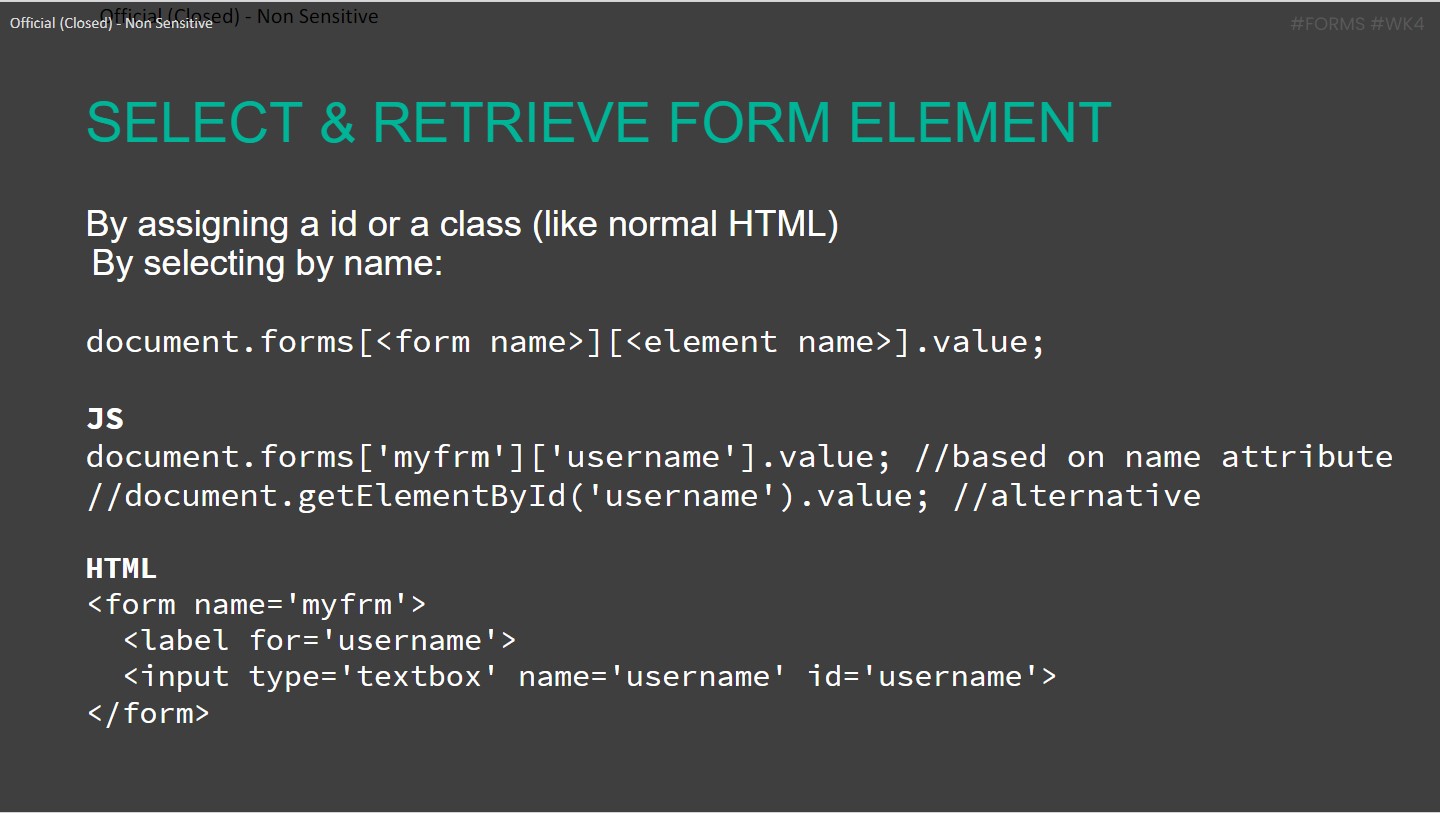 Official (Closed) - Non Sensitive
Official (Closed) - Non Sensitive
#FORMS #WK4
SELECT & RETRIEVE FORM ELEMENT
By assigning a id or a class (like normal HTML)
By selecting by name:
document.forms[<form name>][<element name>].value;
JS
document.forms['myfrm']['username'].value; //based on name attribute
//document.getElementById('username').value; //alternative
HTML
<form name='myfrm'>
  <label for='username'>
  <input type='textbox' name='username' id='username'>
</form>